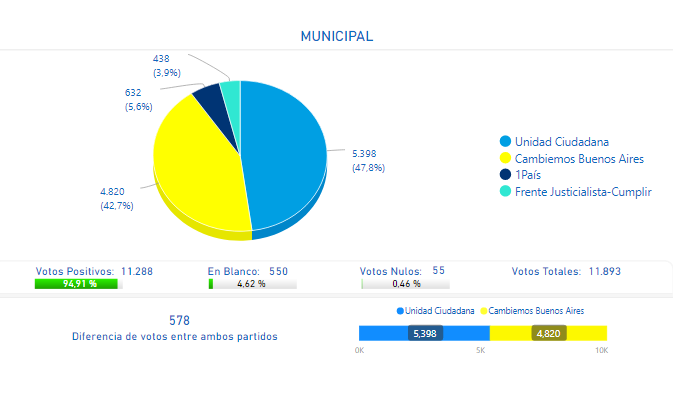 MUNICIPAL
438
(3,9%)
632
(5,6%)
5.398
(47,8%)
4.820
(42,7%)
Unidad Ciudadana
Cambiemos Buenos Aires
1País
Frente Justicialista-Cumplir
Votos Positivos: 11.288
94,91 %
En Blanco: 550
4,62 %
Votos Nulos: 55
0,46 %
Votos Totales: 11.893
578
Diferencia de votos entre ambos partidos
Unidad Ciudadana Cambiemos Buenos Aires
5,398 4,820
0K 5K 10K